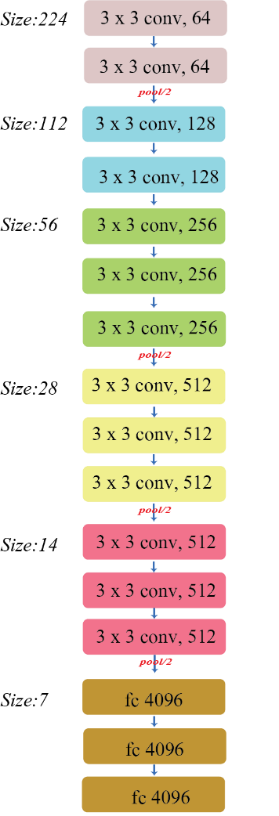 Size:224
3 x 3 conv, 64
3 x 3 conv, 64
pool/2
Size:112
3 x 3 conv, 128
3 x 3 conv, 128
Size:56
3 x 3 conv, 256
3 x 3 conv, 256
3 x 3 conv, 256
pool/2
Size:28
3 x 3 conv, 512
3 x 3 conv, 512
3 x 3 conv, 512
pool/2
Size:14
3 x 3 conv, 512
3 x 3 conv, 512
3 x 3 conv, 512
pool/2
Size:7
fc 4096
fc 4096
fc 4096